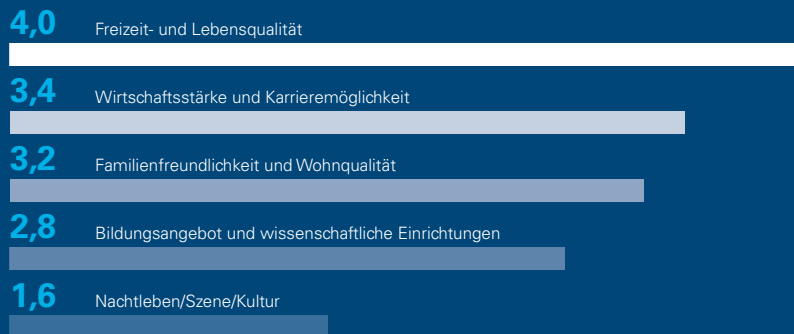 4,0 Freizeit- und Lebensqualität
3,4 Wirtschaftsstärke und Karrieremöglichkeit
3,2 Familienfreundlichkeit und Wohnqualität
2,8 Bildungsangebot und wissenschaftliche Einrichtungen
1,6 Nachtleben/Szene/Kultur